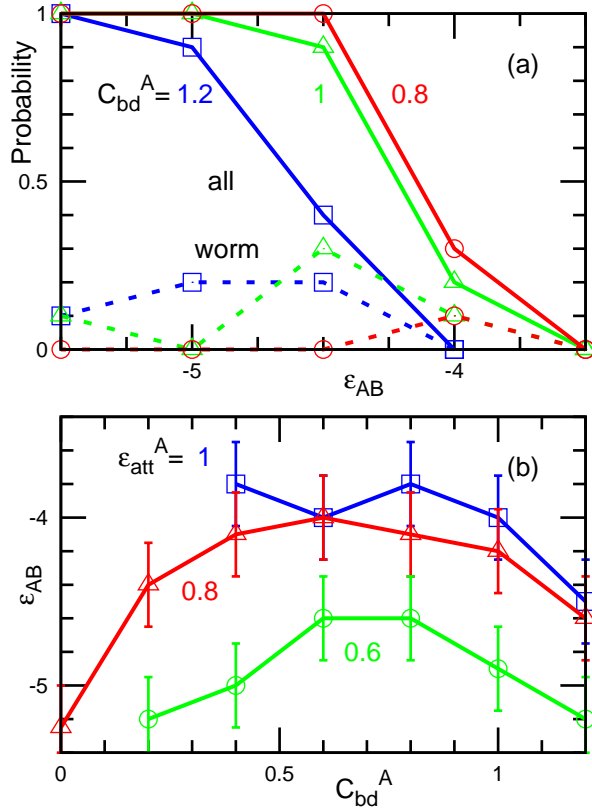 1
(a)
C_bd^A = 1.2
1
0.8
Probability
0.5
all
worm
0
-5
-4
ε_AB
ε_att^A = 1
(b)
-4
ε_AB
0.8
0.6
-5
0
0.5
1
C_bd^A